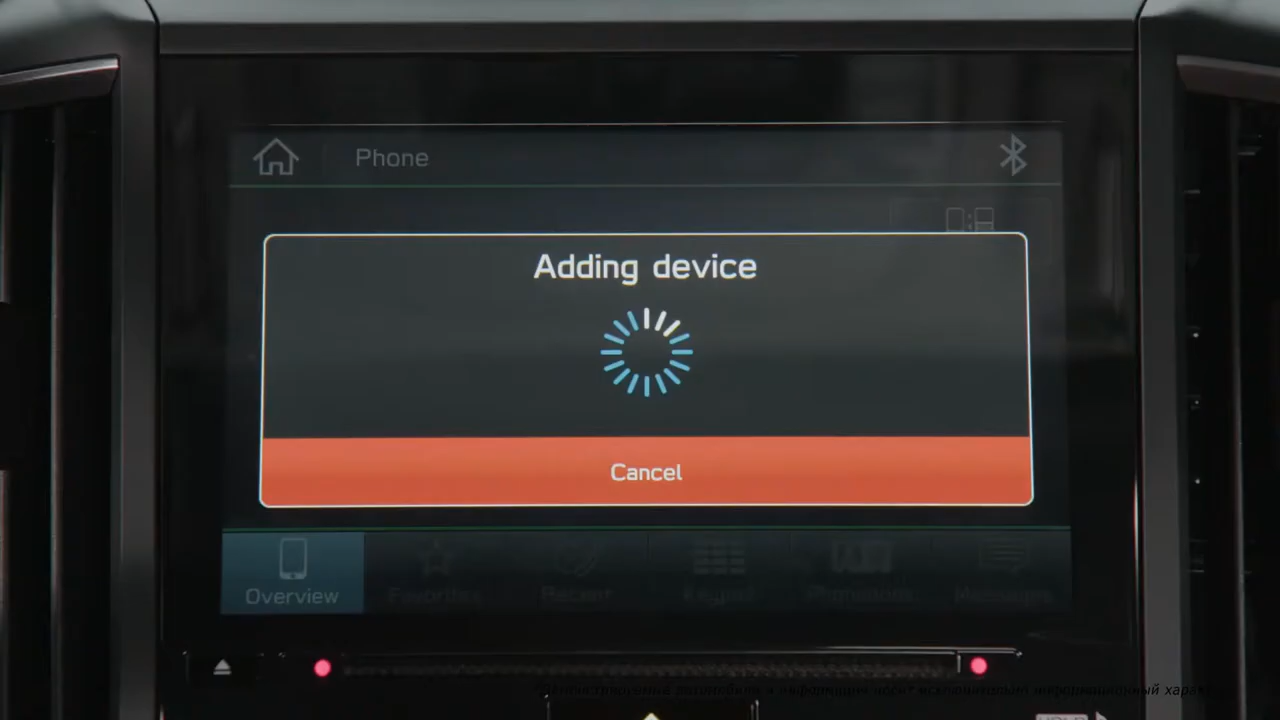 Phone
Adding device
Cancel
Overview
Favorites
Recent
Keypad
Phonebook
Messages